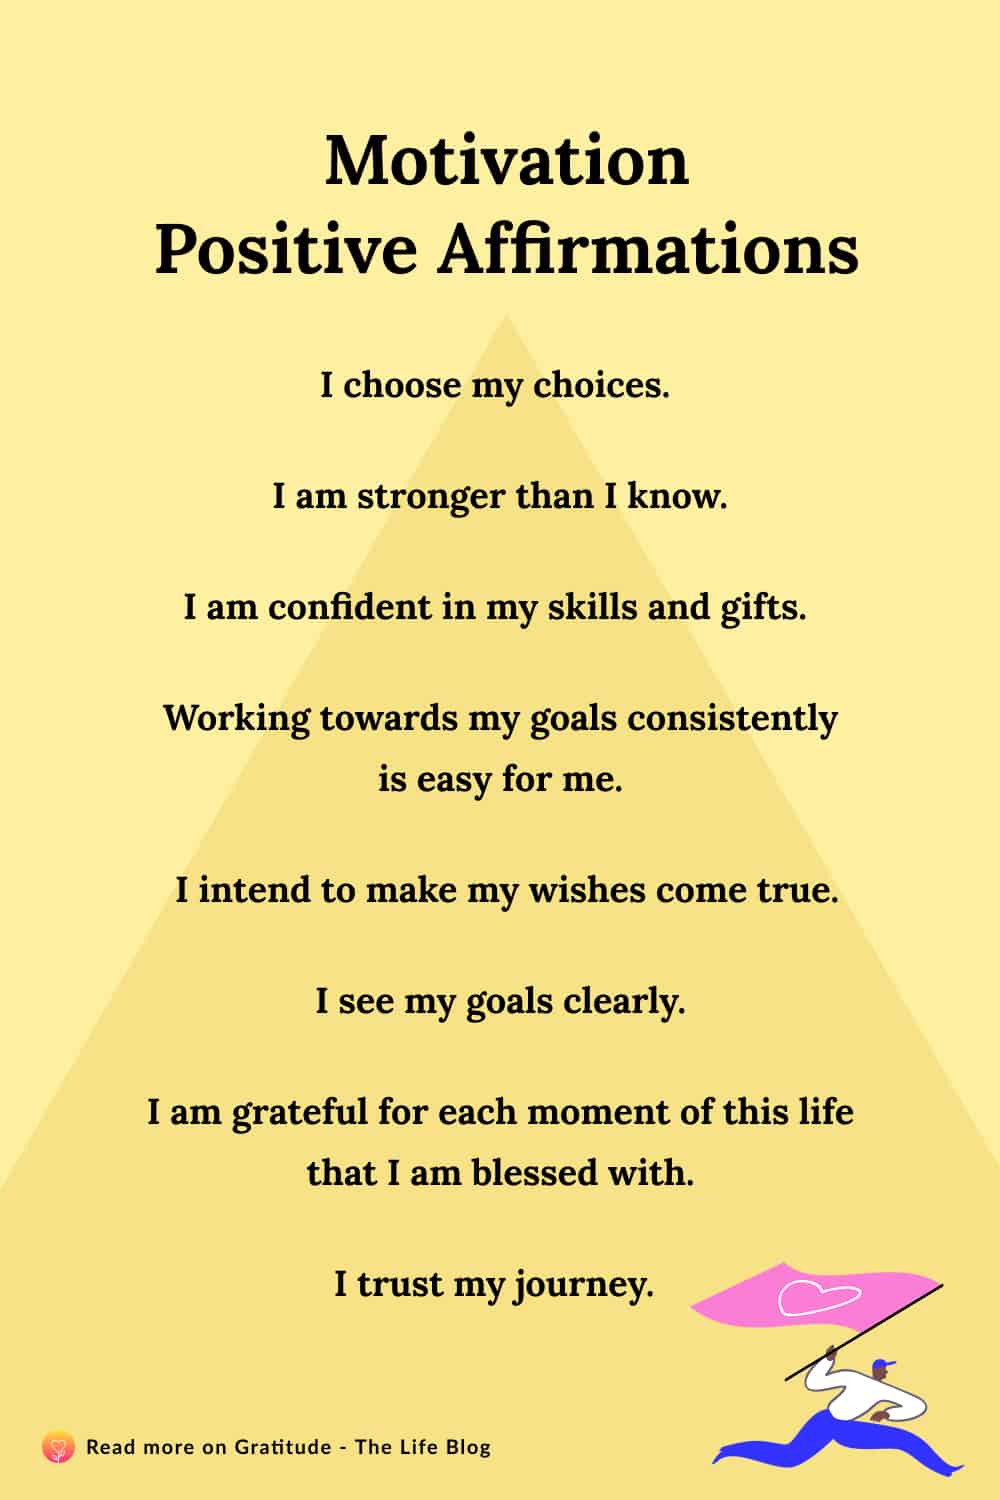 Motivation
Positive Affirmations
I choose my choices.
I am stronger than I know.
I am confident in my skills and gifts.
Working towards my goals consistently
is easy for me.
I intend to make my wishes come true.
I see my goals clearly.
I am grateful for each moment of this life
that I am blessed with.
I trust my journey.
Read more on Gratitude - The Life Blog